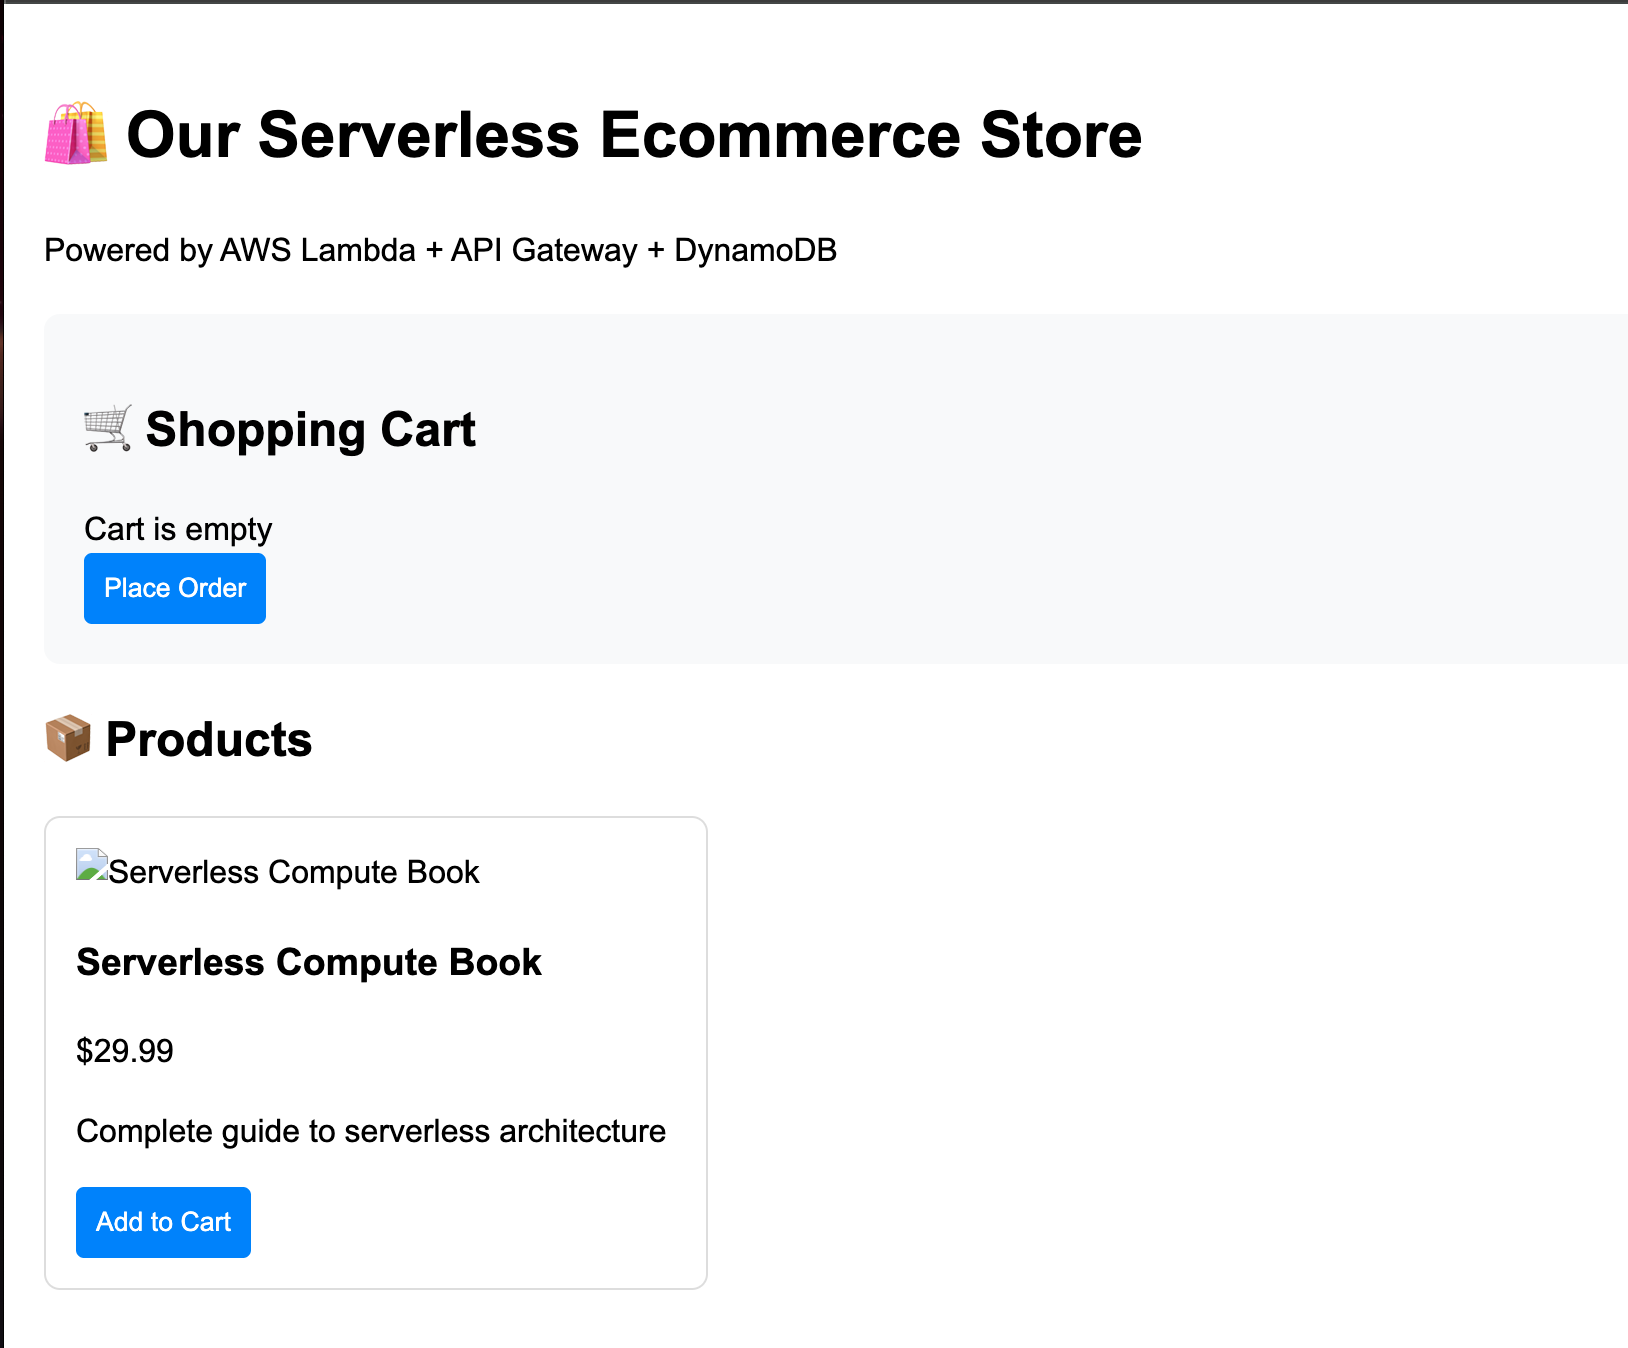 Our Serverless Ecommerce Store
Powered by AWS Lambda + API Gateway + DynamoDB
Shopping Cart
Cart is empty
Place Order
Products
Serverless Compute Book
Serverless Compute Book
$29.99
Complete guide to serverless architecture
Add to Cart